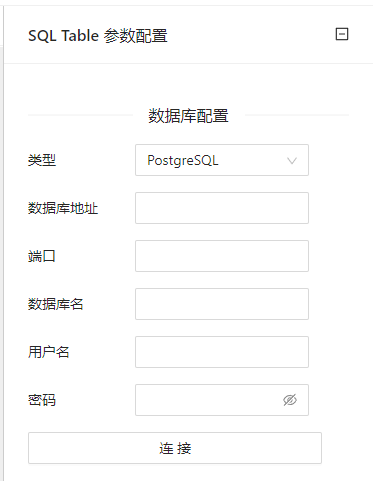 SQL Table 参数配置
数据库配置
类型 PostgreSQL
数据库地址
端口
数据库名
用户名
密码
连 接